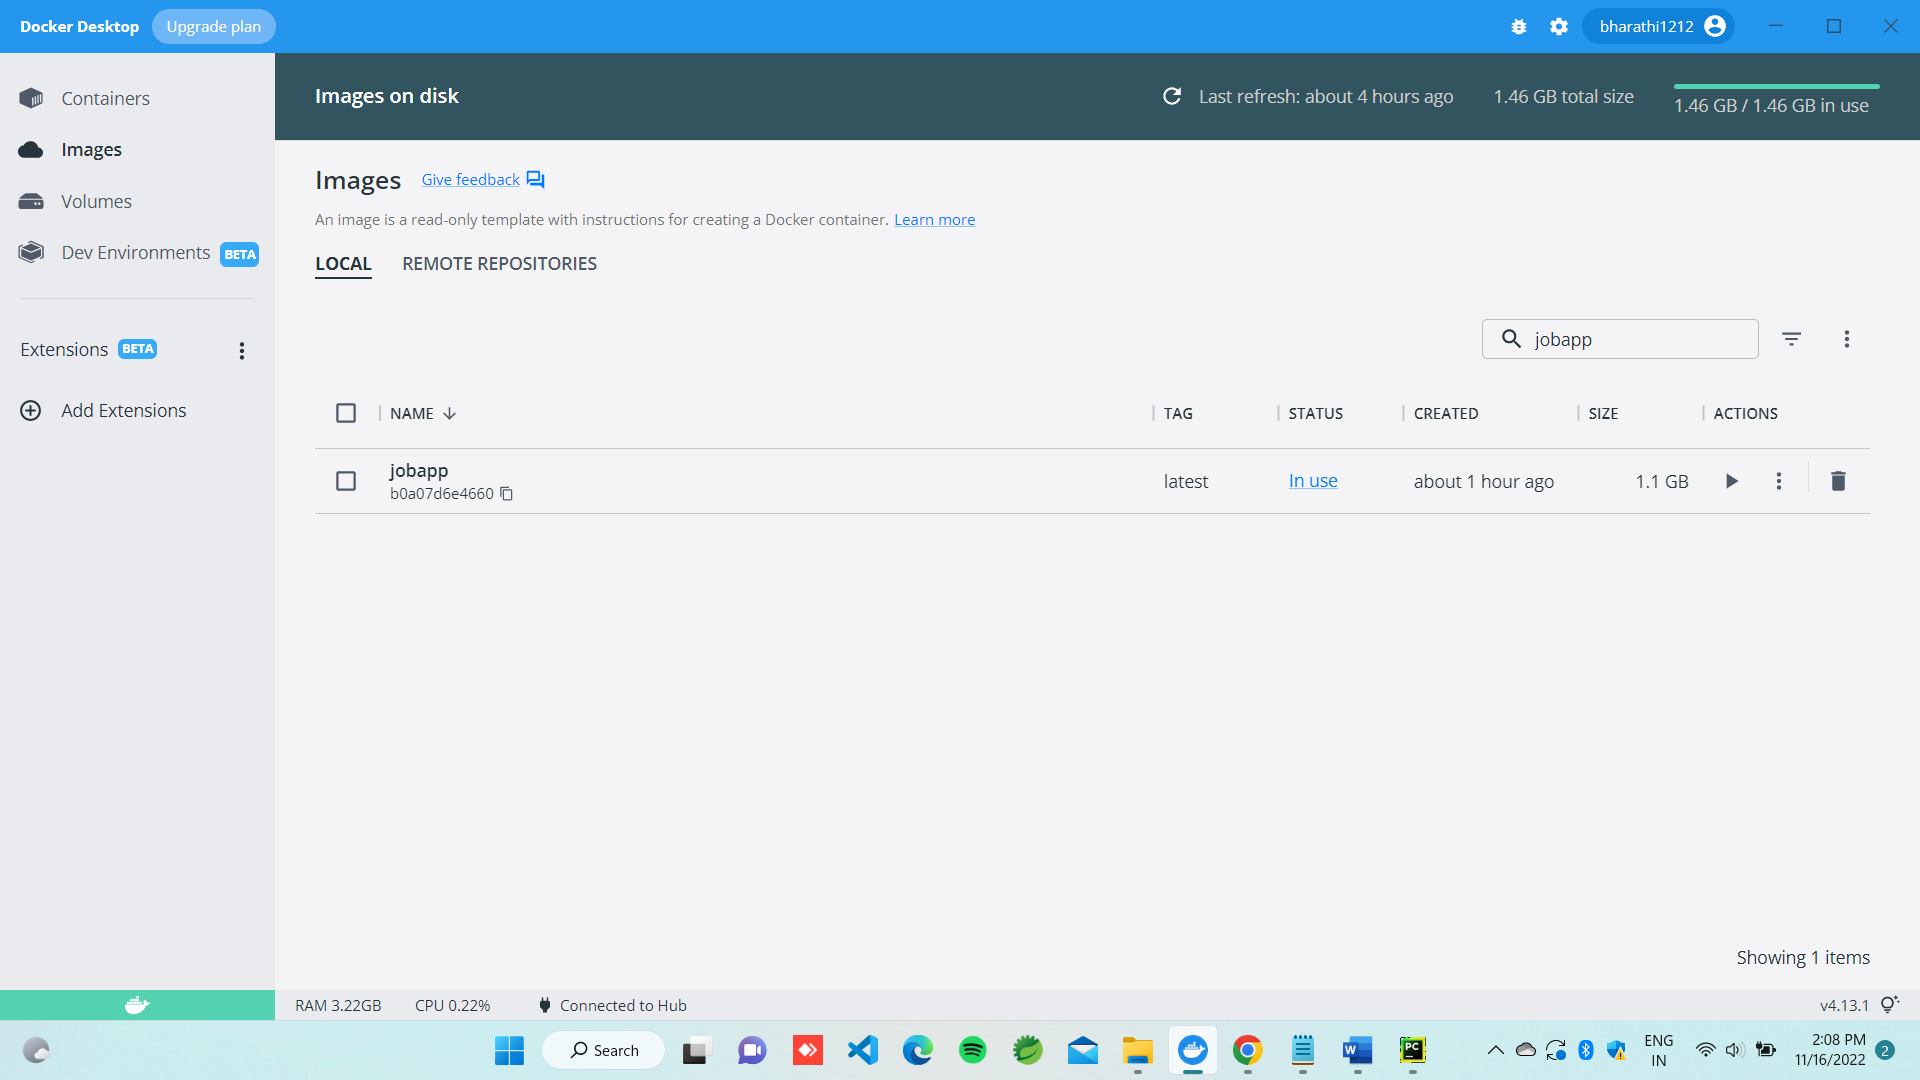 Docker Desktop
Upgrade plan
bharathi1212
Containers
Images
Volumes
Dev Environments
BETA
Extensions
BETA
Add Extensions
Images on disk
Last refresh: about 4 hours ago
1.46 GB total size
1.46 GB / 1.46 GB in use
Images
Give feedback
An image is a read-only template with instructions for creating a Docker container. Learn more
LOCAL
REMOTE REPOSITORIES
jobapp
NAME
TAG
STATUS
CREATED
SIZE
ACTIONS
jobapp
b0a07d6e4660
latest
In use
about 1 hour ago
1.1 GB
Showing 1 items
RAM 3.22GB
CPU 0.22%
Connected to Hub
v4.13.1
Search
W
PC
ENG
IN
2:08 PM
11/16/2022
2